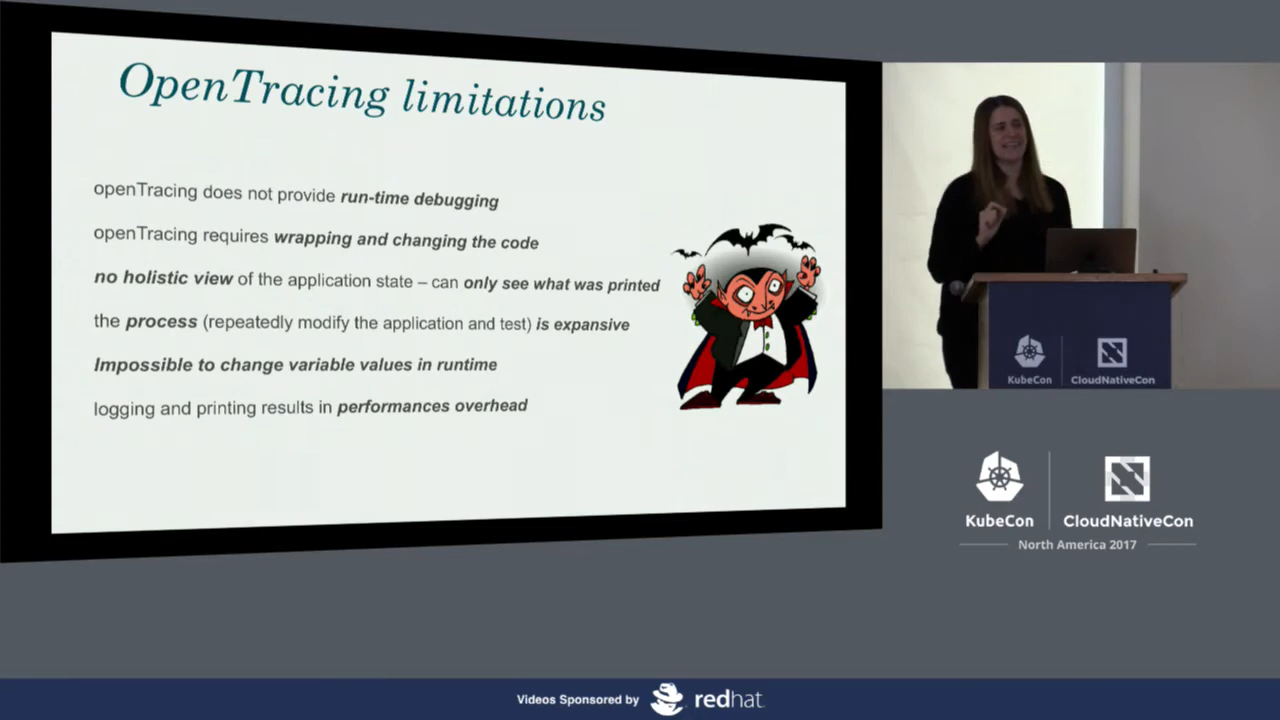 OpenTracing limitations
openTracing does not provide run-time debugging
openTracing requires wrapping and changing the code
no holistic view of the application state – can only see what was printed
the process (repeatedly modify the application and test) is expansive
Impossible to change variable values in runtime
logging and printing results in performances overhead
KubeCon
CloudNativeCon
KubeCon
CloudNativeCon
North America 2017
Videos Sponsored by
redhat